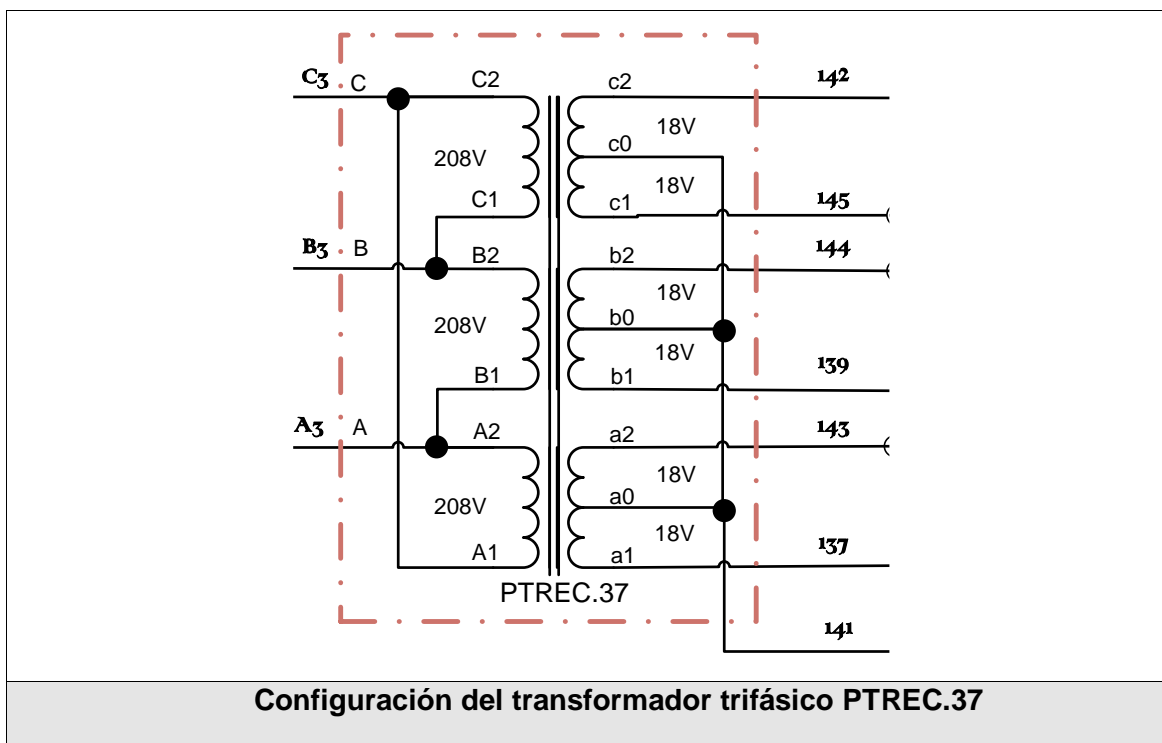 C3 C C2 c2 142
18V
208V c0
18V
C1 c1 145
B3 B B2 b2 144
18V
208V b0
18V
B1 b1 139
A3 A A2 a2 143
18V
208V a0
18V
A1 a1 137
PTREC.37
141
Configuración del transformador trifásico PTREC.37